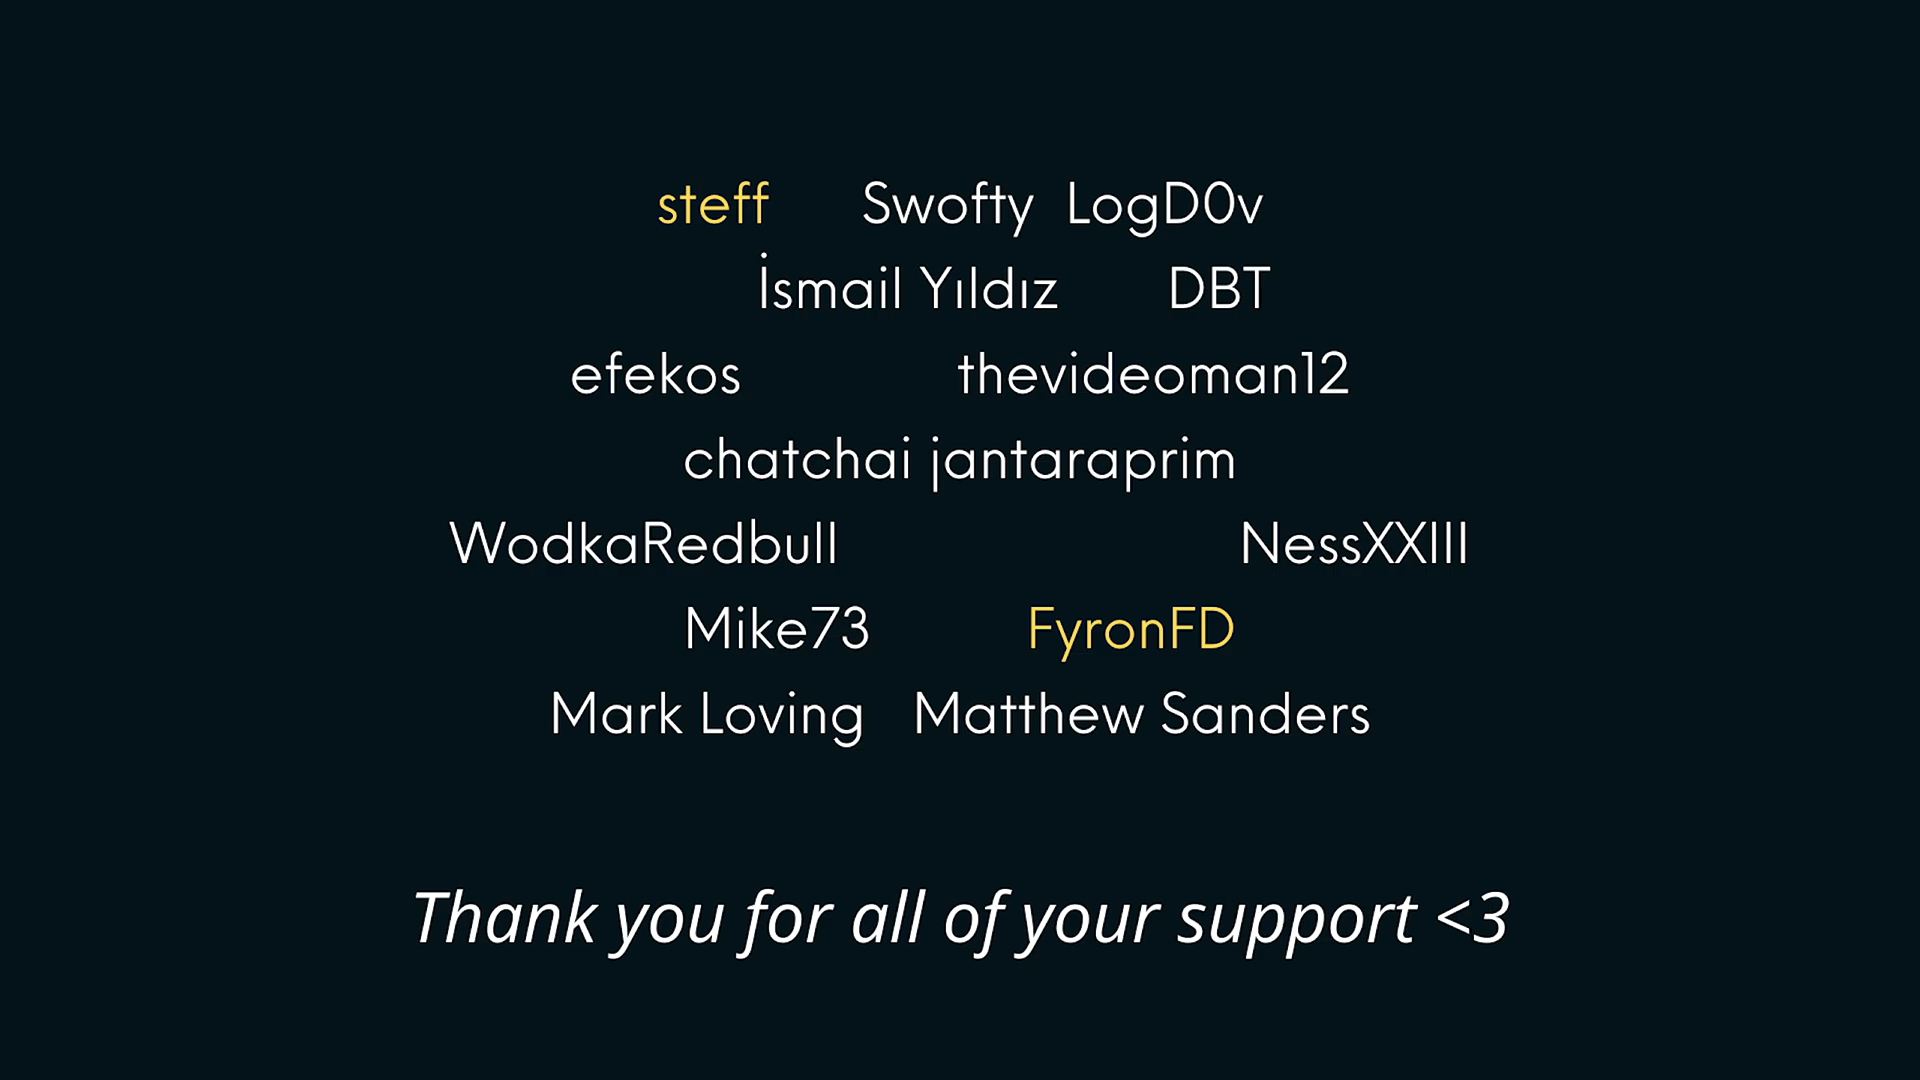 steff Swofty LogD0v
İsmail Yıldız DBT
efekos thevideoman12
chatchai jantaraprim
WodkaRedbull NessXXIII
Mike73 FyronFD
Mark Loving Matthew Sanders
Thank you for all of your support <3